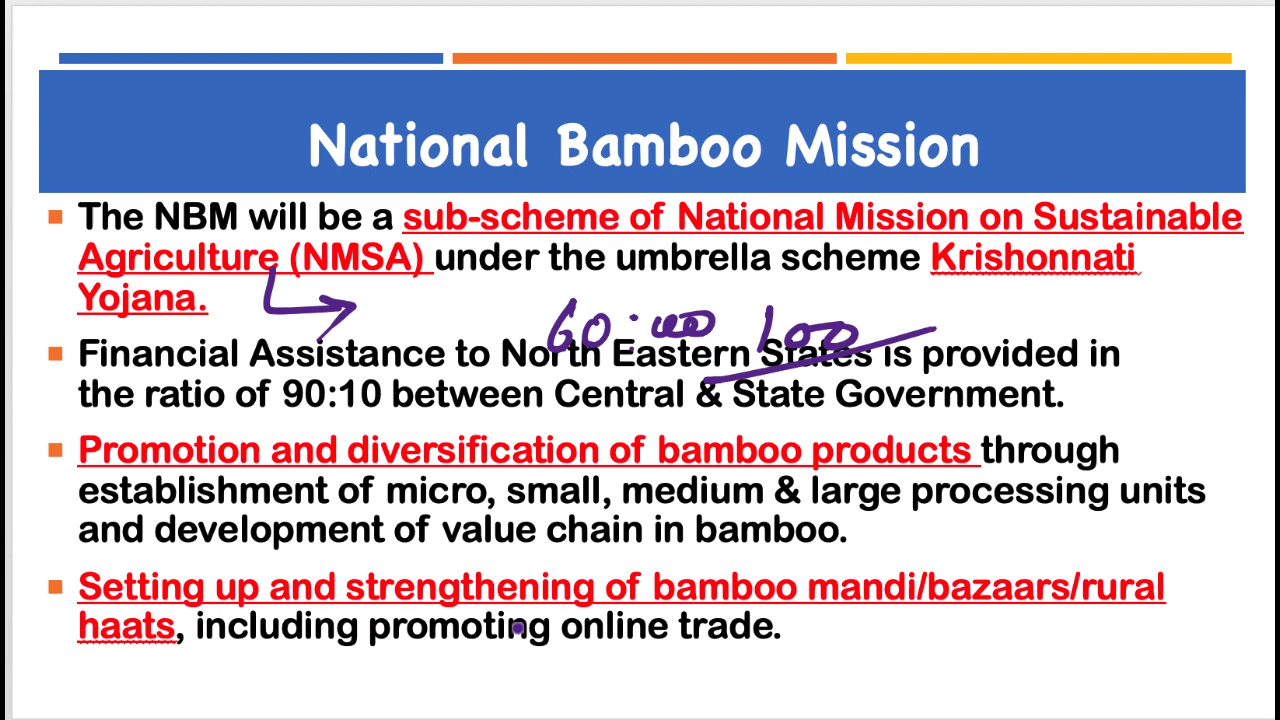 National Bamboo Mission
The NBM will be a sub-scheme of National Mission on Sustainable
Agriculture (NMSA) under the umbrella scheme Krishonnati
Yojana.
60:40 100
Financial Assistance to North Eastern States is provided in
the ratio of 90:10 between Central & State Government.
Promotion and diversification of bamboo products through
establishment of micro, small, medium & large processing units
and development of value chain in bamboo.
Setting up and strengthening of bamboo mandi/bazaars/rural
haats, including promoting online trade.